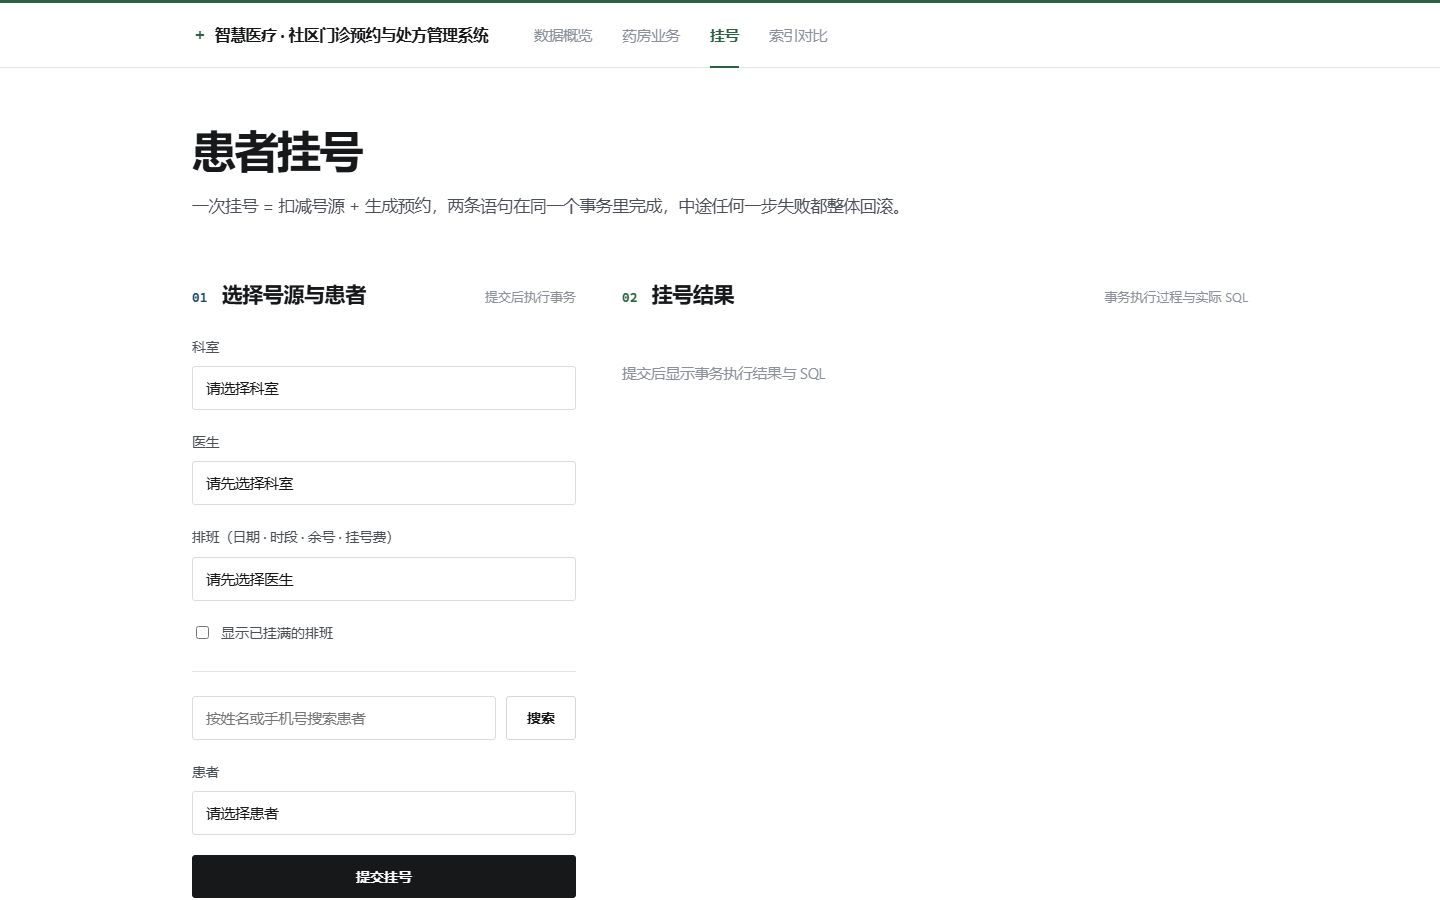 + 智慧医疗 · 社区门诊预约与处方管理系统 数据概览 药房业务 挂号 索引对比
患者挂号
一次挂号 = 扣减号源 + 生成预约，两条语句在同一个事务里完成，中途任何一步失败都整体回滚。
01 选择号源与患者 提交后执行事务
科室
请选择科室
医生
请先选择科室
排班（日期 · 时段 · 余号 · 挂号费）
请先选择医生
显示已挂满的排班
按姓名或手机号搜索患者 搜索
患者
请选择患者
提交挂号
02 挂号结果 事务执行过程与实际 SQL
提交后显示事务执行结果与 SQL